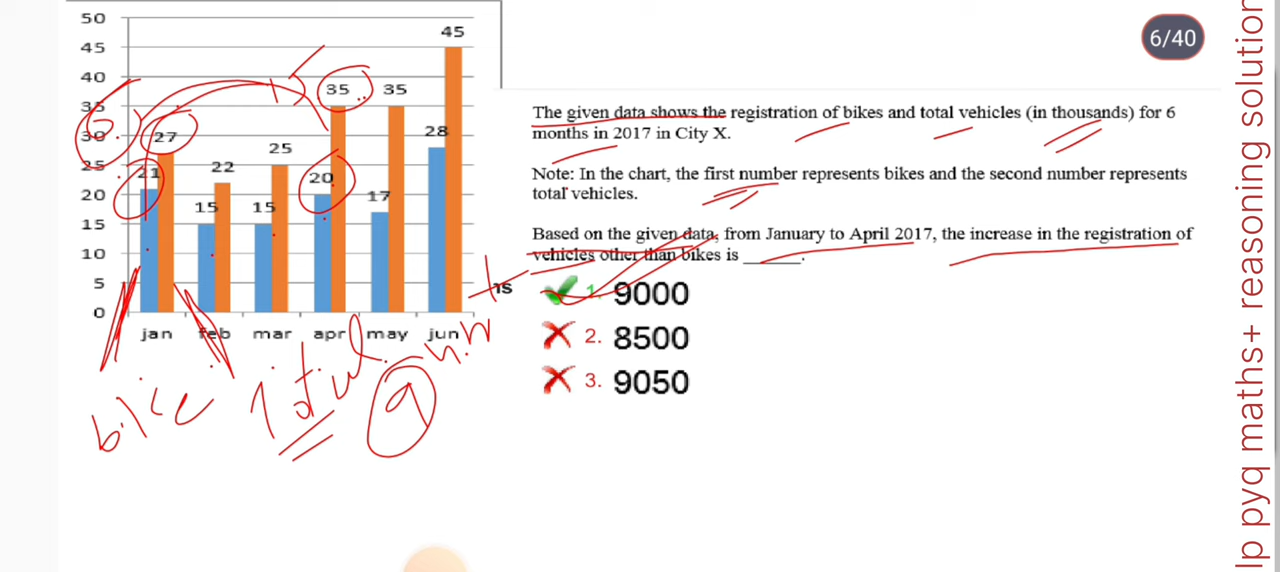 50
45
40
35
30
25
20
15
10
5
0
45
35
35
27
28
25
22
21
20
17
15
15
jan feb mar apr may jun
6/40
The given data shows the registration of bikes and total vehicles (in thousands) for 6
months in 2017 in City X.
Note: In the chart, the first number represents bikes and the second number represents
total vehicles.
Based on the given data, from January to April 2017, the increase in the registration of
vehicles other than bikes is ______.
ns
1. 9000
2. 8500
3. 9050
bike
Total
9
15
6
lp pyq maths+ reasoning solution